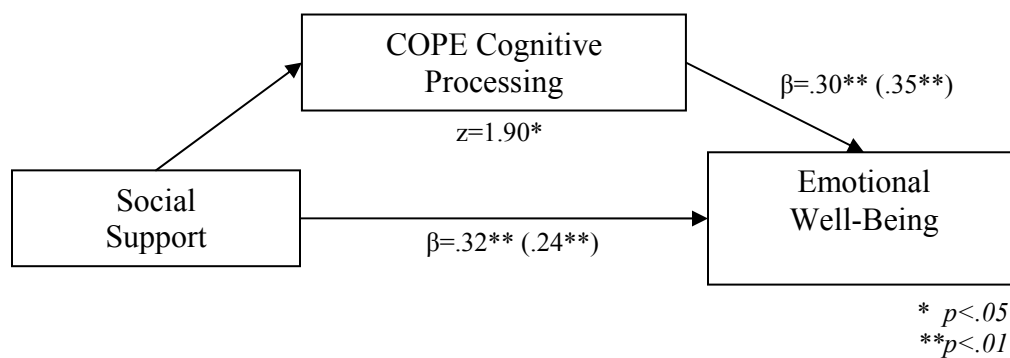 COPE Cognitive
Processing
β=.30** (.35**)
z=1.90*
Social
Support
Emotional
Well-Being
β=.32** (.24**)
* p<.05
**p<.01